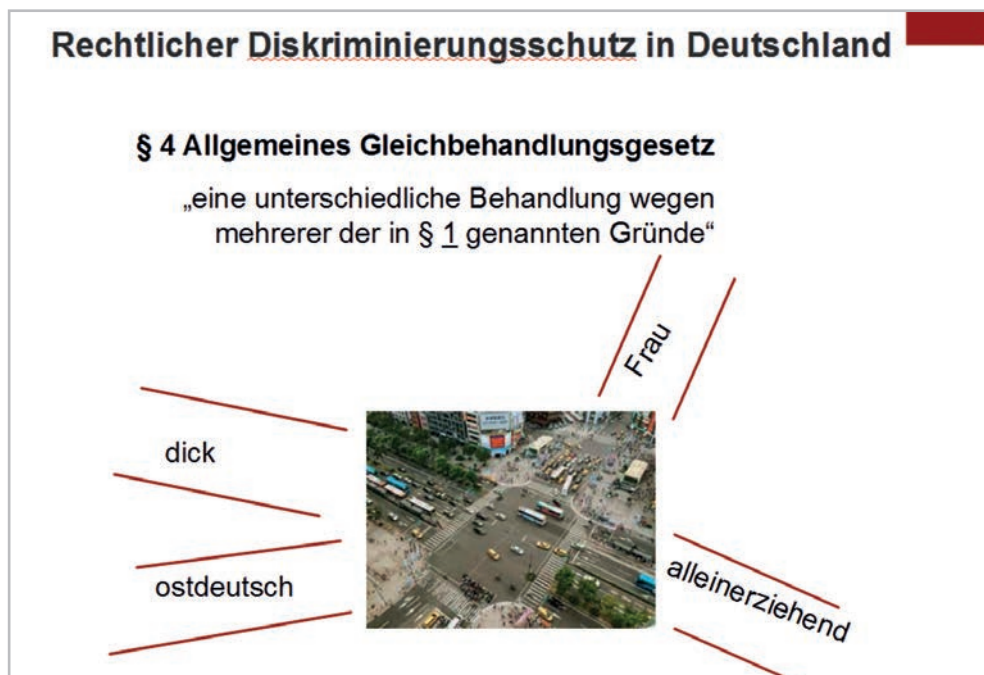 Rechtlicher Diskriminierungsschutz in Deutschland
§ 4 Allgemeines Gleichbehandlungsgesetz
„eine unterschiedliche Behandlung wegen
mehrerer der in § 1 genannten Gründe“
Frau
dick
ostdeutsch
alleinerziehend